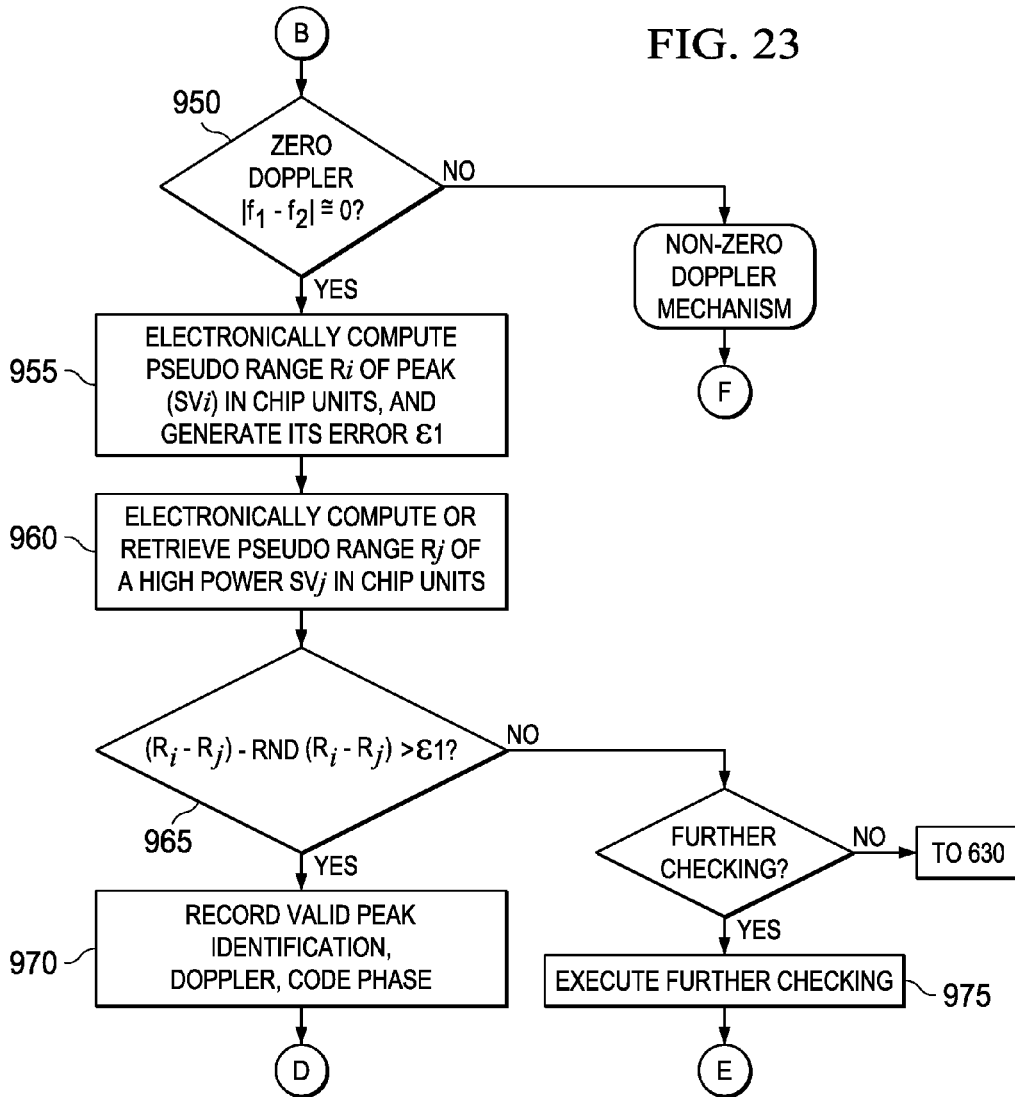 B
FIG. 23
950
ZERO
DOPPLER
|f₁ - f₂| ≅ 0?
NO
YES
NON-ZERO
DOPPLER
MECHANISM
F
955
ELECTRONICALLY COMPUTE
PSEUDO RANGE Ri OF PEAK
(SVi) IN CHIP UNITS, AND
GENERATE ITS ERROR ε1
960
ELECTRONICALLY COMPUTE OR
RETRIEVE PSEUDO RANGE Rj OF
A HIGH POWER SVj IN CHIP UNITS
(Rᵢ - Rⱼ) - RND (Rᵢ - Rⱼ) > ε1?
NO
965
YES
FURTHER
CHECKING?
NO
TO 630
YES
970
RECORD VALID PEAK
IDENTIFICATION,
DOPPLER, CODE PHASE
EXECUTE FURTHER CHECKING
975
D
E